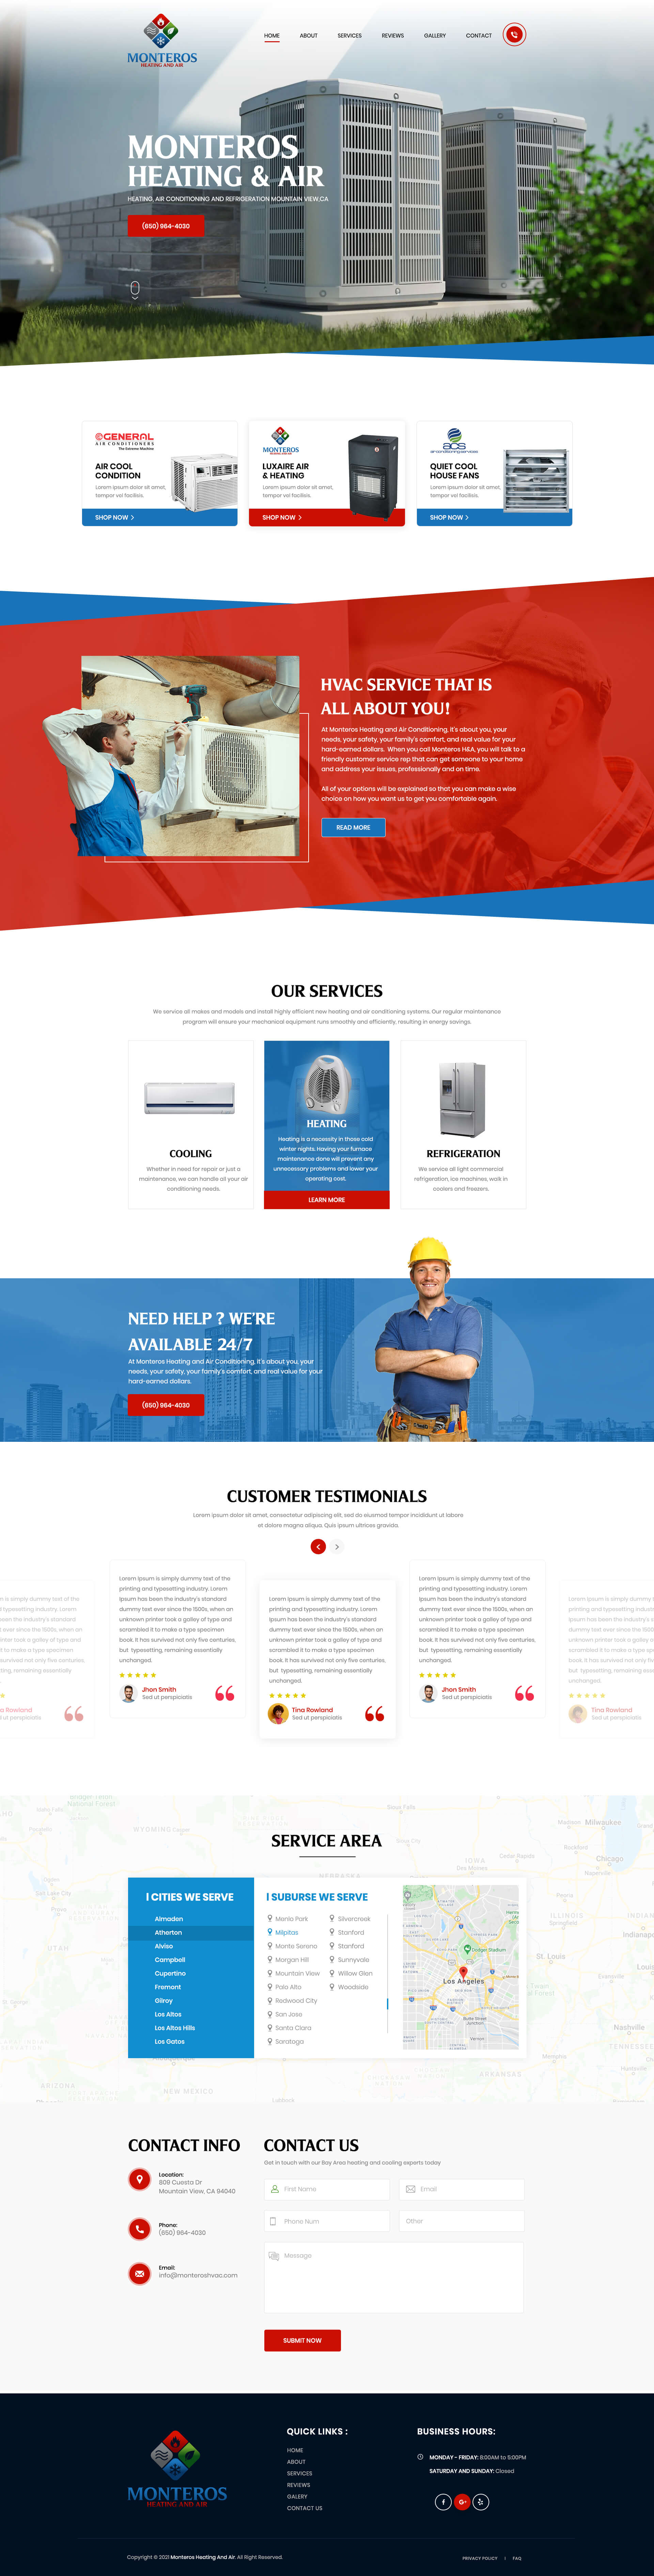 MONTEROS
HEATING AND AIR
HOME
ABOUT
SERVICES
REVIEWS
GALLERY
CONTACT
MONTEROS
HEATING & AIR
HEATING, AIR CONDITIONING AND REFRIGERATION MOUNTAIN VIEW,CA
(650) 964-4030
GENERAL
AIR CONDITIONERS
The Extreme Machine
AIR COOL
CONDITION
Lorem ipsum dolor sit amet,
tempor vel facilisis.
SHOP NOW
MONTEROS
HEATING AND AIR
LUXAIRE AIR
& HEATING
Lorem ipsum dolor sit amet,
tempor vel facilisis.
SHOP NOW
acs
airconditioningservices
QUIET COOL
HOUSE FANS
Lorem ipsum dolor sit amet,
tempor vel facilisis.
SHOP NOW
HVAC SERVICE THAT IS
ALL ABOUT YOU!
At Monteros Heating and Air Conditioning, it's about you, your
needs, your safety, your family's comfort, and real value for your
hard-earned dollars. When you call Monteros H&A, you will talk to a
friendly customer service rep that can get someone to your home
and address your issues, professionally and on time.
All of your options will be explained so that you can make a wise
choice on how you want us to get you comfortable again.
READ MORE
OUR SERVICES
We service all makes and models and install highly efficient new heating and air conditioning systems. Our regular maintenance
program will ensure your mechanical equipment runs smoothly and efficiently, resulting in energy savings.
COOLING
Whether in need for repair or just a
maintenance, we can handle all your air
conditioning needs.
HEATING
Heating is a necessity in those cold
winter nights. Having your furnace
maintenance done will prevent any
unnecessary problems and lower your
operating cost.
LEARN MORE
REFRIGERATION
We service all light commercial
refrigeration, ice machines, walk in
coolers and freezers.
NEED HELP ? WE'RE
AVAILABLE 24/7
At Monteros Heating and Air Conditioning, it's about you, your
needs, your safety, your family's comfort, and real value for your
hard-earned dollars.
(650) 964-4030
CUSTOMER TESTIMONIALS
Lorem ipsum dolor sit amet, consectetur adipiscing elit, sed do eiusmod tempor incididunt ut labore
et dolore magna aliqua. Quis ipsum ultrices gravida.
Lorem Ipsum is simply dummy text of the
printing and typesetting industry. Lorem
Ipsum has been the industry's standard
dummy text ever since the 1500s, when an
unknown printer took a galley of type and
scrambled it to make a type specimen
book. It has survived not only five centuries,
but typesetting, remaining essentially
unchanged.
Jhon Smith
Sed ut perspiciatis
Lorem Ipsum is simply dummy text of the
printing and typesetting industry. Lorem
Ipsum has been the industry's standard
dummy text ever since the 1500s, when an
unknown printer took a galley of type and
scrambled it to make a type specimen
book. It has survived not only five centuries,
but typesetting, remaining essentially
unchanged.
Tina Rowland
Sed ut perspiciatis
Lorem Ipsum is simply dummy text of the
printing and typesetting industry. Lorem
Ipsum has been the industry's standard
dummy text ever since the 1500s, when an
unknown printer took a galley of type and
scrambled it to make a type specimen
book. It has survived not only five centuries,
but typesetting, remaining essentially
unchanged.
Jhon Smith
Sed ut perspiciatis
Tina Rowland
Sed ut perspiciatis
SERVICE AREA
I CITIES WE SERVE
Almaden
Atherton
Alviso
Campbell
Cupertino
Fremont
Gilroy
Los Altos
Los Altos Hills
Los Gatos
I SUBURSE WE SERVE
Menlo Park
Milpitas
Monte Sereno
Morgan Hill
Mountain View
Palo Alto
Redwood City
San Jose
Santa Clara
Saratoga
Silvercreek
Stanford
Stanford
Sunnyvale
Willow Glen
Woodside
Dodger Stadium
Los Angeles
CONTACT INFO
Location:
809 Cuesta Dr
Mountain View, CA 94040
Phone:
(650) 964-4030
Email:
info@monteroshvac.com
CONTACT US
Get in touch with our Bay Area heating and cooling experts today
First Name
Email
Phone Num
Other
Message
SUBMIT NOW
MONTEROS
HEATING AND AIR
QUICK LINKS :
HOME
ABOUT
SERVICES
REVIEWS
GALERY
CONTACT US
BUSINESS HOURS:
MONDAY - FRIDAY: 8:00AM to 5:00PM
SATURDAY AND SUNDAY: Closed
Copyright © 2021 Monteros Heating And Air. All Right Reserved.
PRIVACY POLICY | FAQ